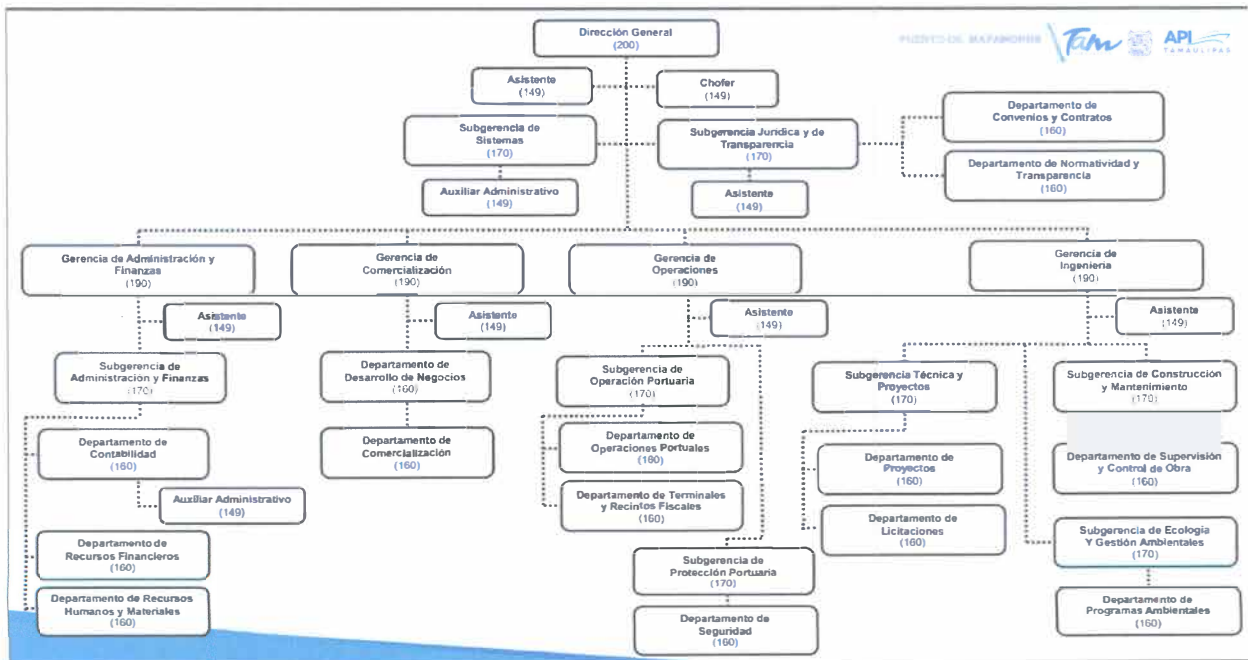 PUERTO DE MATAMOROS
Tam
API
TAMAULIPAS
Dirección General
(200)
Asistente
(149)
Chofer
(149)
Subgerencia de
Sistemas
(170)
Subgerencia Jurídica y de
Transparencia
(170)
Departamento de
Convenios y Contratos
(160)
Departamento de Normatividad y
Transparencia
(160)
Auxiliar Administrativo
(149)
Asistente
(149)
Gerencia de Administración y
Finanzas
(190)
Gerencia de
Comercialización
(190)
Gerencia de
Operaciones
(190)
Gerencia de
Ingeniería
(190)
Asistente
(149)
Asistente
(149)
Asistente
(149)
Asistente
(149)
Subgerencia de
Administración y Finanzas
(170)
Departamento de
Desarrollo de Negocios
(160)
Subgerencia de
Operación Portuaria
(170)
Subgerencia Técnica y
Proyectos
(170)
Subgerencia de Construcción
y Mantenimiento
(170)
Departamento de
Contabilidad
(160)
Departamento de
Comercialización
(160)
Departamento de
Operaciones Portuales
(160)
Departamento de
Proyectos
(160)
Departamento de Supervisión
y Control de Obra
(160)
Auxiliar Administrativo
(149)
Departamento de Terminales
y Recintos Fiscales
(160)
Departamento de
Licitaciones
(160)
Subgerencia de Ecología
Y Gestión Ambientales
(170)
Departamento de
Recursos Financieros
(160)
Subgerencia de
Protección Portuaria
(170)
Departamento de Recursos
Humanos y Materiales
(160)
Departamento de
Seguridad
(160)
Departamento de
Programas Ambientales
(160)